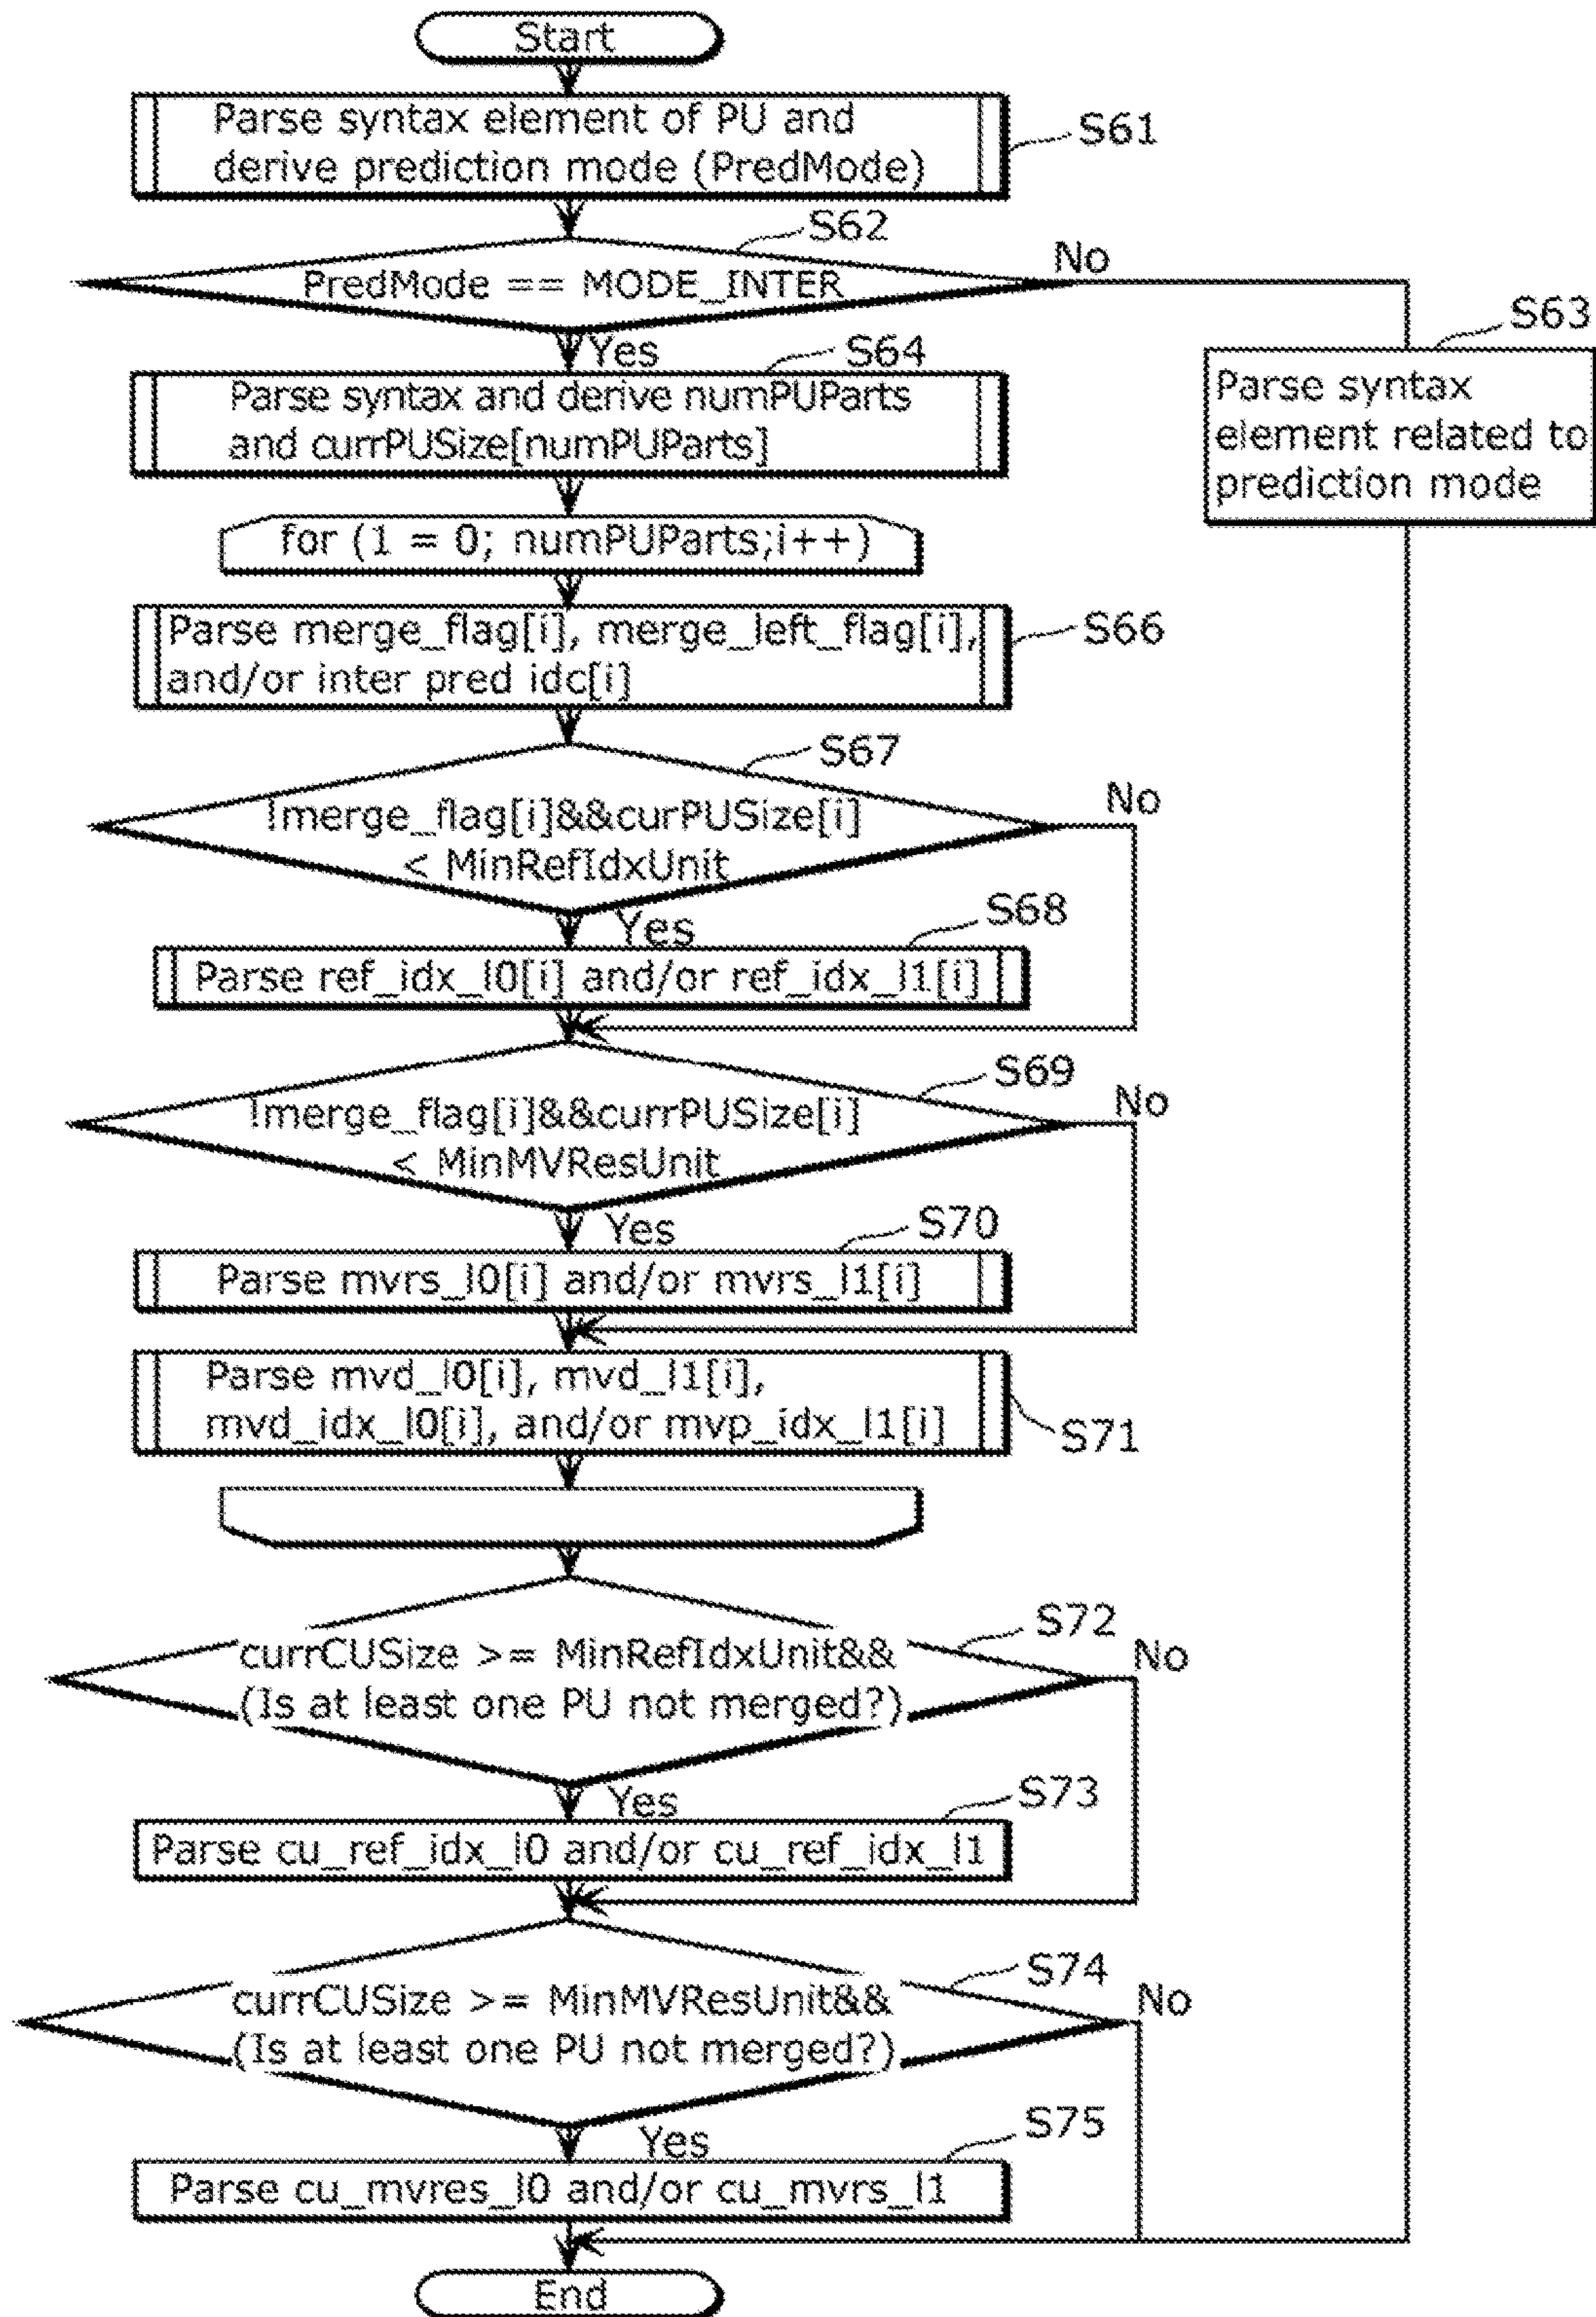 Start
Parse syntax element of PU and
derive prediction mode (PredMode)
S61
S62
PredMode == MODE_INTER
No
Yes
S63
Parse syntax
element related to
prediction mode
S64
Parse syntax and derive numPUParts
and currPUSize[numPUParts]
for (1 = 0; numPUParts;i++)
Parse merge_flag[i], merge_left_flag[i],
and/or inter pred idc[i]
S66
S67
!merge_flag[i]&&curPUSize[i]
< MinRefIdxUnit
No
Yes
S68
Parse ref_idx_l0[i] and/or ref_idx_l1[i]
S69
!merge_flag[i]&&currPUSize[i]
< MinMVResUnit
No
Yes
S70
Parse mvrs_l0[i] and/or mvrs_l1[i]
Parse mvd_l0[i], mvd_l1[i],
mvd_idx_l0[i], and/or mvp_idx_l1[i]
S71
S72
currCUSize >= MinRefIdxUnit&&
(Is at least one PU not merged?)
No
Yes
S73
Parse cu_ref_idx_l0 and/or cu_ref_idx_l1
S74
currCUSize >= MinMVResUnit&&
(Is at least one PU not merged?)
No
Yes
S75
Parse cu_mvres_l0 and/or cu_mvrs_l1
End